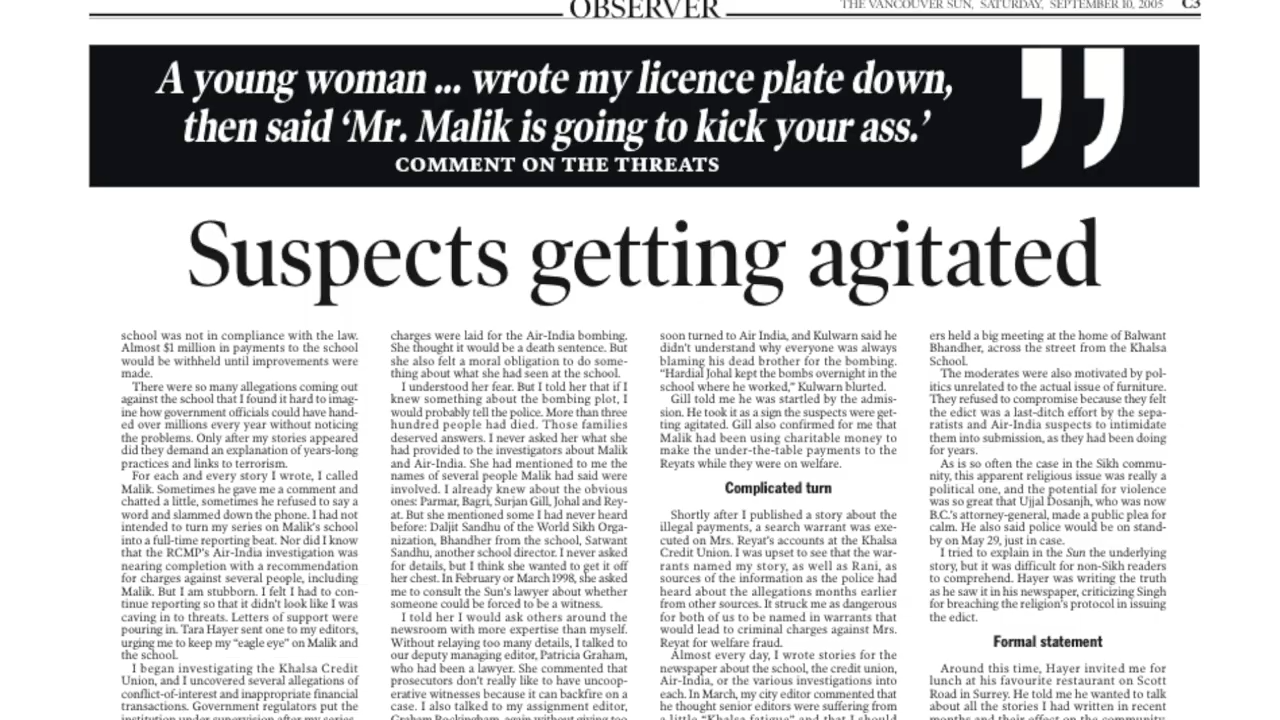 OBSERVER
THE VANCOUVER SUN, SATURDAY, SEPTEMBER 10, 2005 C3
A young woman ... wrote my licence plate down,
then said ‘Mr. Malik is going to kick your ass.’
COMMENT ON THE THREATS
”
Suspects getting agitated
school was not in compliance with the law.
Almost $1 million in payments to the school
would be withheld until improvements were
made.
There were so many allegations coming out
against the school that I found it hard to imag-
ine how government officials could have hand-
ed over millions every year without noticing
the problems. Only after my stories appeared
did they demand an explanation of years-long
practices and links to terrorism.
For each and every story I wrote, I called
Malik. Sometimes he gave me a comment and
chatted a little, sometimes he refused to say a
word and slammed down the phone. I had not
intended to turn my series on Malik’s school
into a full-time reporting beat. Nor did I know
that the RCMP’s Air-India investigation was
nearing completion with a recommendation
for charges against several people, including
Malik. But I am stubborn. I felt I had to con-
tinue reporting so that it didn’t look like I was
caving in to threats. Letters of support were
pouring in. Tara Hayer sent one to my editors,
urging me to keep my “eagle eye” on Malik and
the school.
I began investigating the Khalsa Credit
Union, and I uncovered several allegations of
conflict-of-interest and inappropriate financial
transactions. Government regulators put the
institution under supervision after my series.
charges were laid for the Air-India bombing.
She thought it would be a death sentence. But
she also felt a moral obligation to do some-
thing about what she had seen at the school.
I understood her fear. But I told her that if I
knew something about the bombing plot, I
would probably tell the police. More than three
hundred people had died. Those families
deserved answers. I never asked her what she
had provided to the investigators about Malik
and Air-India. She had mentioned to me the
names of several people Malik had said were
involved. I already knew about the obvious
ones: Parmar, Bagri, Surjan Gill, Johal and Rey-
at. But she mentioned some I had never heard
before: Daljit Sandhu of the World Sikh Orga-
nization, Bhandher from the school, Satwant
Sandhu, another school director. I never asked
for details, but I think she wanted to get it off
her chest. In February or March 1998, she asked
me to consult the Sun’s lawyer about whether
someone could be forced to be a witness.
I told her I would ask others around the
newsroom with more expertise than myself.
Without relaying too many details, I talked to
our deputy managing editor, Patricia Graham,
who had been a lawyer. She commented that
prosecutors don’t really like to have uncoop-
erative witnesses because it can backfire on a
case. I also talked to my assignment editor,
Graham Rockingham, again without giving too
soon turned to Air India, and Kulwarn said he
didn’t understand why everyone was always
blaming his dead brother for the bombing.
“Hardial Johal kept the bombs overnight in the
school where he worked,” Kulwarn blurted.
Gill told me he was startled by the admis-
sion. He took it as a sign the suspects were get-
ting agitated. Gill also confirmed for me that
Malik had been using charitable money to
make the under-the-table payments to the
Reyats while they were on welfare.
Complicated turn
Shortly after I published a story about the
illegal payments, a search warrant was exe-
cuted on Mrs. Reyat’s accounts at the Khalsa
Credit Union. I was upset to see that the war-
rants named my story, as well as Rani, as
sources of the information as the police had
heard about the allegations months earlier
from other sources. It struck me as dangerous
for both of us to be named in warrants that
would lead to criminal charges against Mrs.
Reyat for welfare fraud.
Almost every day, I wrote stories for the
newspaper about the school, the credit union,
Air-India, or the various investigations into
each. In March, my city editor commented that
he thought senior editors were suffering from
a little “Khalsa fatigue” and that I should
ers held a big meeting at the home of Balwant
Bhandher, across the street from the Khalsa
School.
The moderates were also motivated by pol-
itics unrelated to the actual issue of furniture.
They refused to compromise because they felt
the edict was a last-ditch effort by the sepa-
ratists and Air-India suspects to intimidate
them into submission, as they had been doing
for years.
As is so often the case in the Sikh commu-
nity, this apparent religious issue was really a
political one, and the potential for violence
was so great that Ujjal Dosanjh, who was now
B.C.’s attorney-general, made a public plea for
calm. He also said police would be on stand-
by on May 29, just in case.
I tried to explain in the Sun the underlying
story, but it was difficult for non-Sikh readers
to comprehend. Hayer was writing the truth
as he saw it in his newspaper, criticizing Singh
for breaching the religion’s protocol in issuing
the edict.
Formal statement
Around this time, Hayer invited me for
lunch at his favourite restaurant on Scott
Road in Surrey. He told me he wanted to talk
about all the stories I had written in recent
months and their effect on the community.